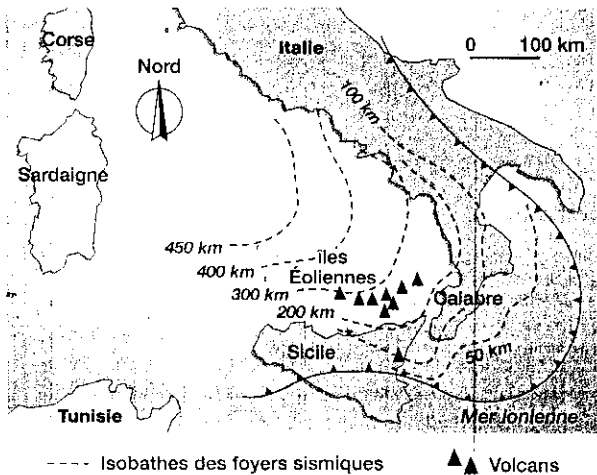 Corse
Italie
0 100 km
Nord
100 km
Sardaigne
450 km
400 km
îles
Éoliennes
300 km
Calabre
200 km
Sicile
50 km
Tunisie
Mer Ionienne
Isobathes des foyers sismiques
Volcans